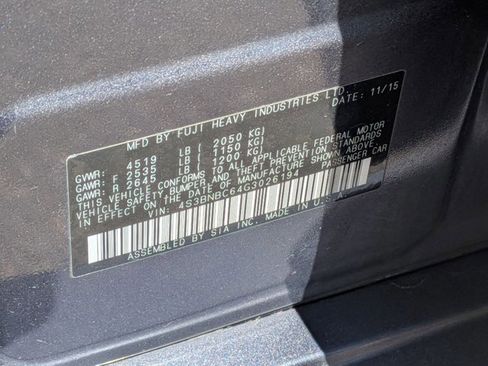 MFD BY FUJI HEAVY INDUSTRIES LTD.
DATE: 11/15
GVWR: 4519 LB ( 2050 KG)
GAWR: F 2535 LB ( 1150 KG)
GAWR: R 2645 LB ( 1200 KG)
THIS VEHICLE CONFORMS TO ALL APPLICABLE FEDERAL MOTOR
VEHICLE SAFETY, BUMPER, AND THEFT PREVENTION STANDARDS
IN EFFECT ON THE DATE OF MANUFACTURE SHOWN ABOVE.
VIN: 4S3BNBC64G3026194 PASSENGER CAR
ASSEMBLED BY SIA INC. MADE IN U.S.A.